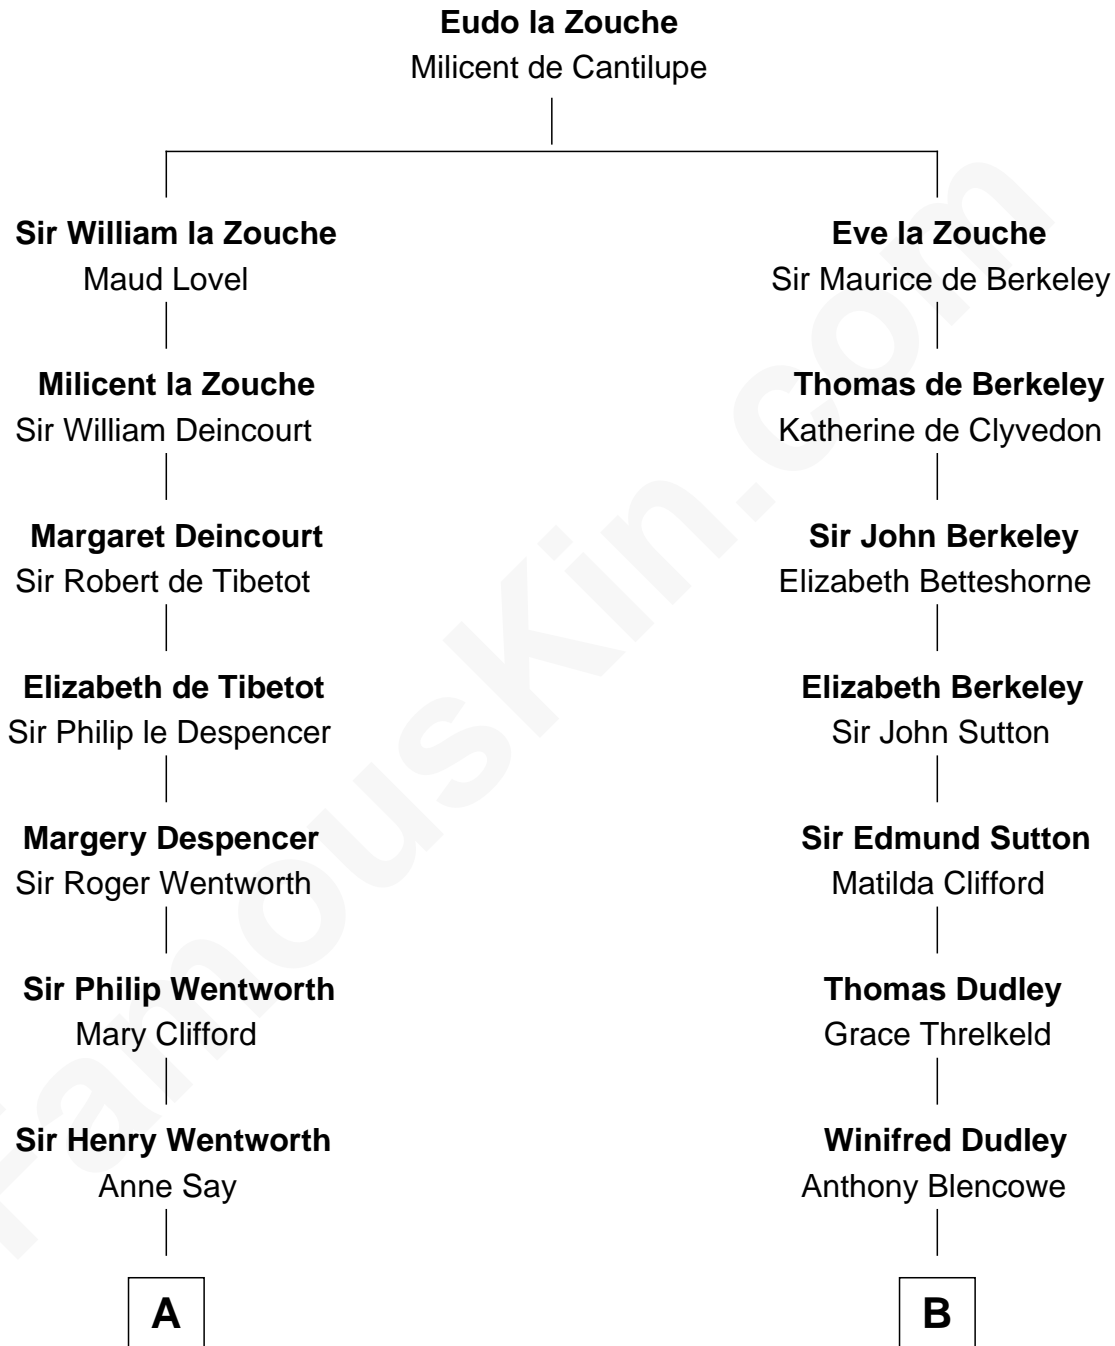 Eudo la Zouche
Milicent de Cantilupe
Sir William la Zouche
Maud Lovel
Milicent la Zouche
Sir William Deincourt
Margaret Deincourt
Sir Robert de Tibetot
Elizabeth de Tibetot
Sir Philip le Despencer
Margery Despencer
Sir Roger Wentworth
Sir Philip Wentworth
Mary Clifford
Sir Henry Wentworth
Anne Say
A
Eve la Zouche
Sir Maurice de Berkeley
Thomas de Berkeley
Katherine de Clyvedon
Sir John Berkeley
Elizabeth Betteshorne
Elizabeth Berkeley
Sir John Sutton
Sir Edmund Sutton
Matilda Clifford
Thomas Dudley
Grace Threlkeld
Winifred Dudley
Anthony Blencowe
B
FamousKin.com